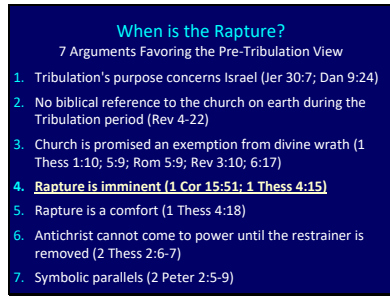 When is the Rapture?
7 Arguments Favoring the Pre-Tribulation View
1. Tribulation's purpose concerns Israel (Jer 30:7; Dan 9:24)
2. No biblical reference to the church on earth during the
Tribulation period (Rev 4-22)
3. Church is promised an exemption from divine wrath (1
Thess 1:10; 5:9; Rom 5:9; Rev 3:10; 6:17)
4. Rapture is imminent (1 Cor 15:51; 1 Thess 4:15)
5. Rapture is a comfort (1 Thess 4:18)
6. Antichrist cannot come to power until the restrainer is
removed (2 Thess 2:6-7)
7. Symbolic parallels (2 Peter 2:5-9)